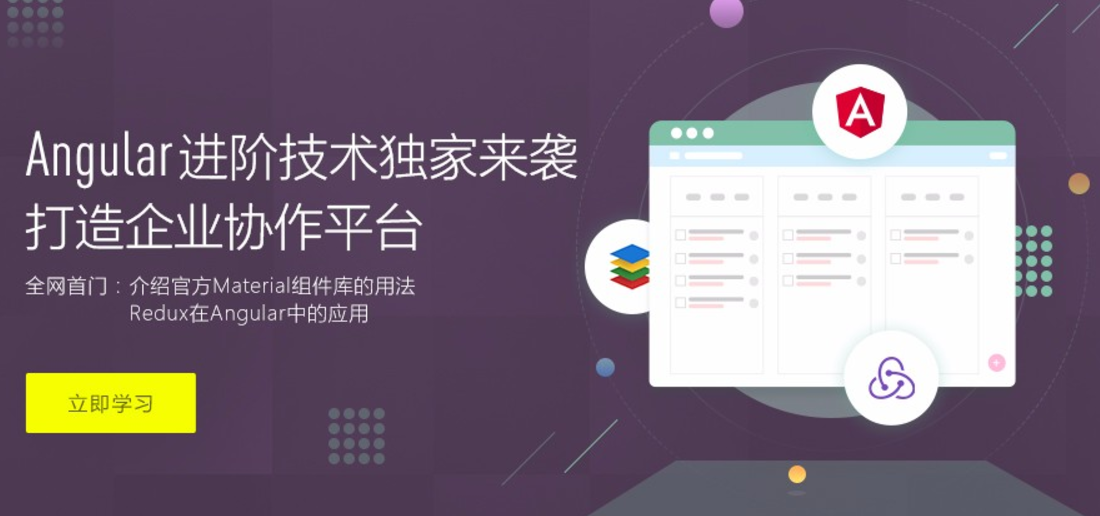 Angular进阶技术独家来袭
打造企业协作平台
全网首门：介绍官方Material组件库的用法
Redux在Angular中的应用
立即学习